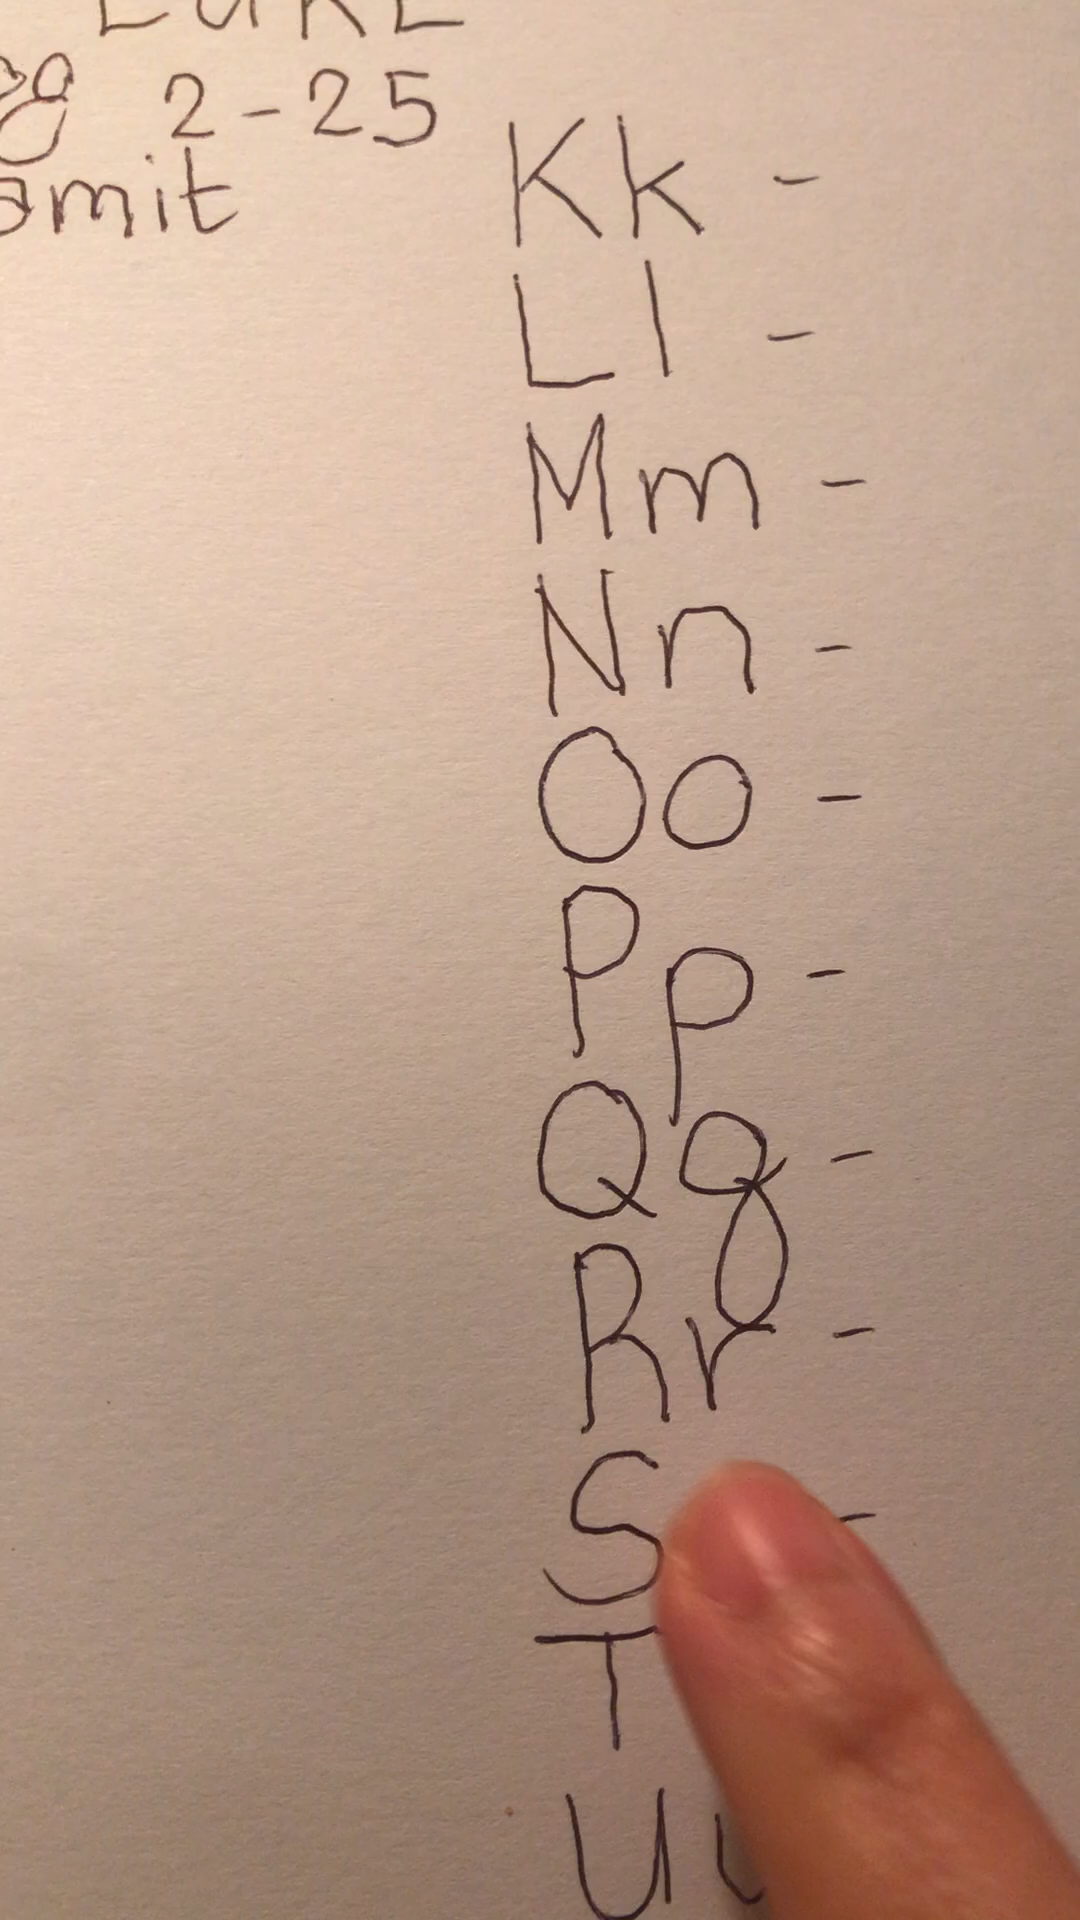 2-25
amit
Kk -
Ll -
Mm -
Nn -
Oo -
Pp -
Qq -
Rr -
S -
T
U